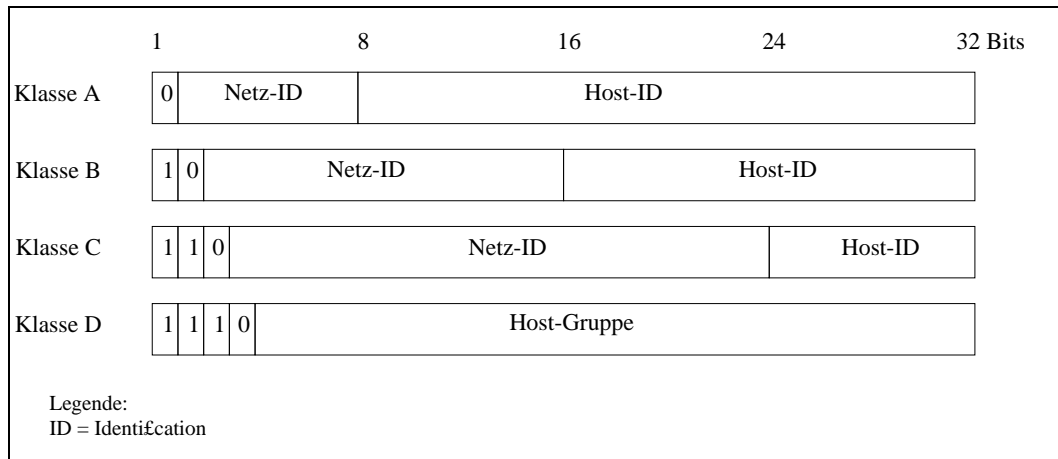 1 8 16 24 32 Bits
Klasse A 0 Netz-ID Host-ID
Klasse B 1 0 Netz-ID Host-ID
Klasse C 1 1 0 Netz-ID Host-ID
Klasse D 1 1 1 0 Host-Gruppe
Legende:
ID = Identi£cation